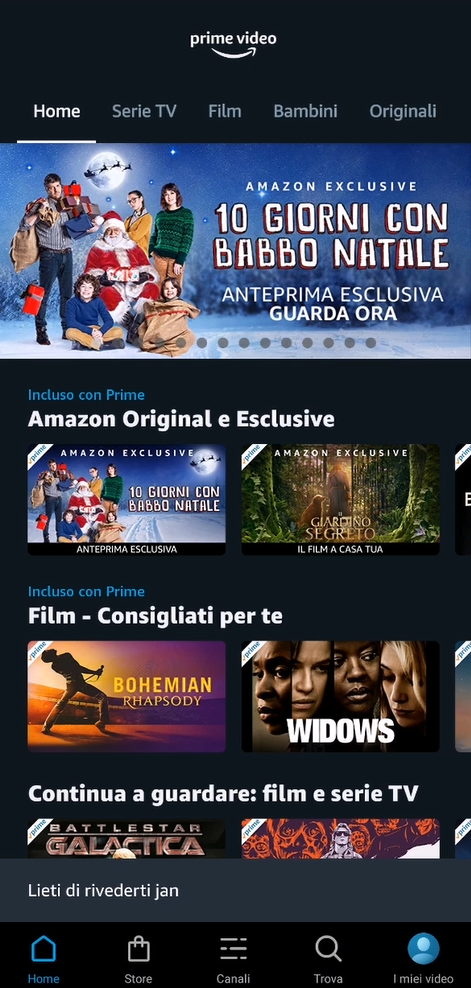 prime video
Home Serie TV Film Bambini Originali
AMAZON EXCLUSIVE
10 GIORNI CON
BABBO NATALE
ANTEPRIMA ESCLUSIVA
GUARDA ORA
Incluso con Prime
Amazon Original e Esclusive
prime AMAZON EXCLUSIVE
10 GIORNI CON
BABBO NATALE
ANTEPRIMA ESCLUSIVA
prime AMAZON EXCLUSIVE
IL
GIARDINO
SEGRETO
IL FILM A CASA TUA
Incluso con Prime
Film - Consigliati per te
prime
BOHEMIAN
RHAPSODY
prime
WIDOWS
Continua a guardare: film e serie TV
prime
BATTLESTAR
GALACTICA
prime
Lieti di rivederti jan
Home Store Canali Trova I miei video